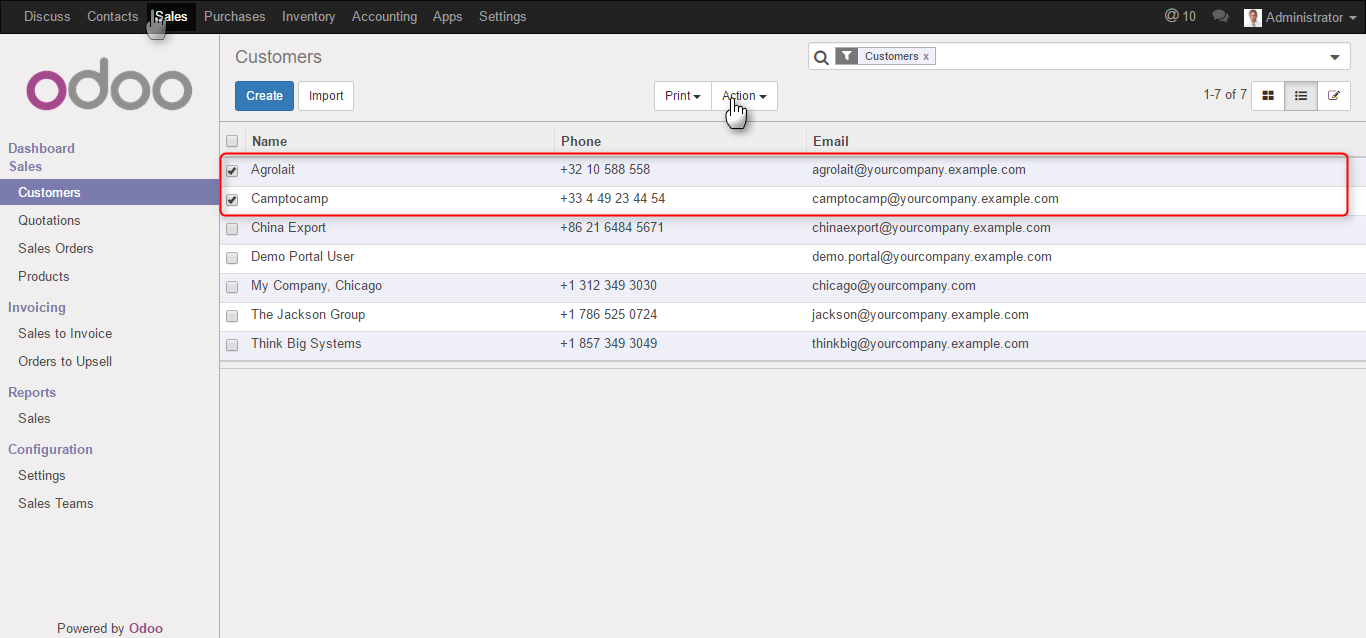 Discuss Contacts Sales Purchases Inventory Accounting Apps Settings @ 10 Administrator
odoo
Dashboard
Sales
Customers
Quotations
Sales Orders
Products
Invoicing
Sales to Invoice
Orders to Upsell
Reports
Sales
Configuration
Settings
Sales Teams
Powered by Odoo
Customers
Customers x
Create Import Print Action 1-7 of 7
Name Phone Email
Agrolait +32 10 588 558 agrolait@yourcompany.example.com
Camptocamp +33 4 49 23 44 54 camptocamp@yourcompany.example.com
China Export +86 21 6484 5671 chinaexport@yourcompany.example.com
Demo Portal User demo.portal@yourcompany.example.com
My Company, Chicago +1 312 349 3030 chicago@yourcompany.com
The Jackson Group +1 786 525 0724 jackson@yourcompany.example.com
Think Big Systems +1 857 349 3049 thinkbig@yourcompany.example.com